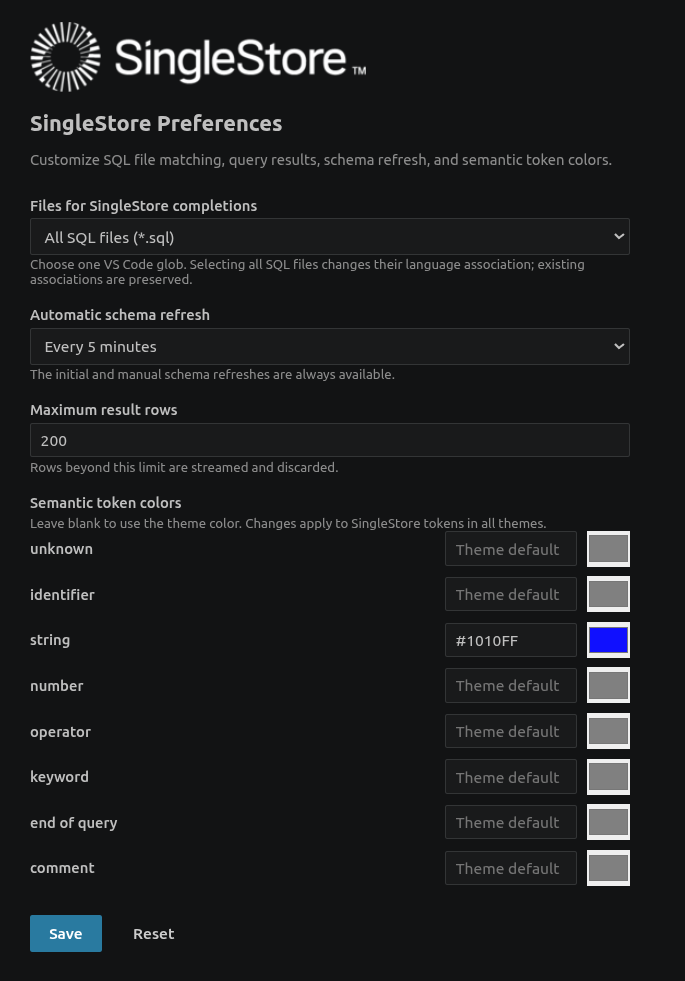 SingleStore™
SingleStore Preferences
Customize SQL file matching, query results, schema refresh, and semantic token colors.
Files for SingleStore completions
All SQL files (*.sql)
Choose one VS Code glob. Selecting all SQL files changes their language association; existing
associations are preserved.
Automatic schema refresh
Every 5 minutes
The initial and manual schema refreshes are always available.
Maximum result rows
200
Rows beyond this limit are streamed and discarded.
Semantic token colors
Leave blank to use the theme color. Changes apply to SingleStore tokens in all themes.
unknown Theme default
identifier Theme default
string #1010FF
number Theme default
operator Theme default
keyword Theme default
end of query Theme default
comment Theme default
Save Reset